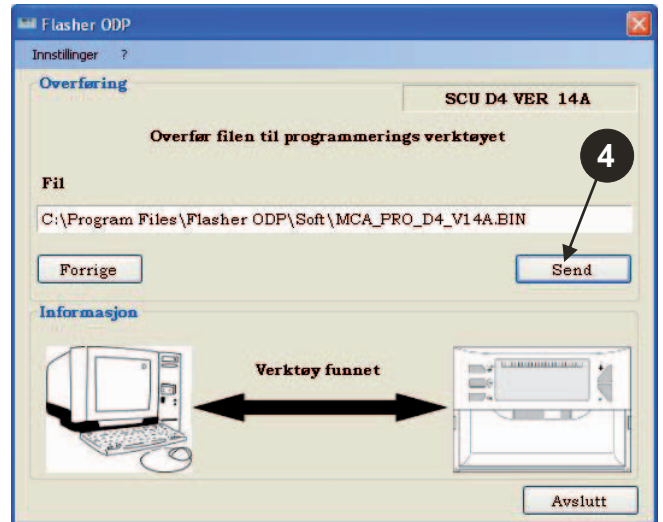 Flasher ODP
Innstillinger ?
Overføring
SCU D4 VER 14A
Overfør filen til programmerings verktøyet
4
Fil
C:\Program Files\Flasher ODP\Soft\MCA_PRO_D4_V14A.BIN
Forrige Send
Informasjon
Verktøy funnet
Avslutt